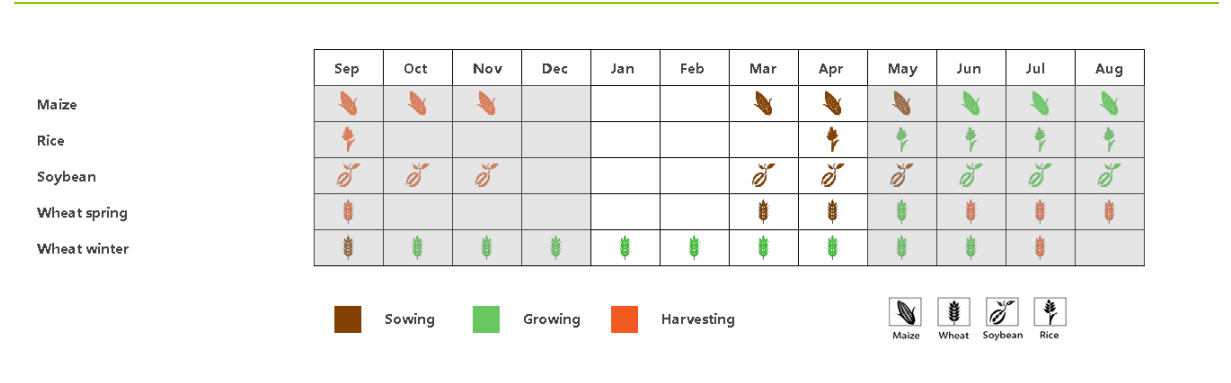 Sep Oct Nov Dec Jan Feb Mar Apr May Jun Jul Aug
Maize
Rice
Soybean
Wheat spring
Wheat winter
Sowing Growing Harvesting
Maize Wheat Soybean Rice